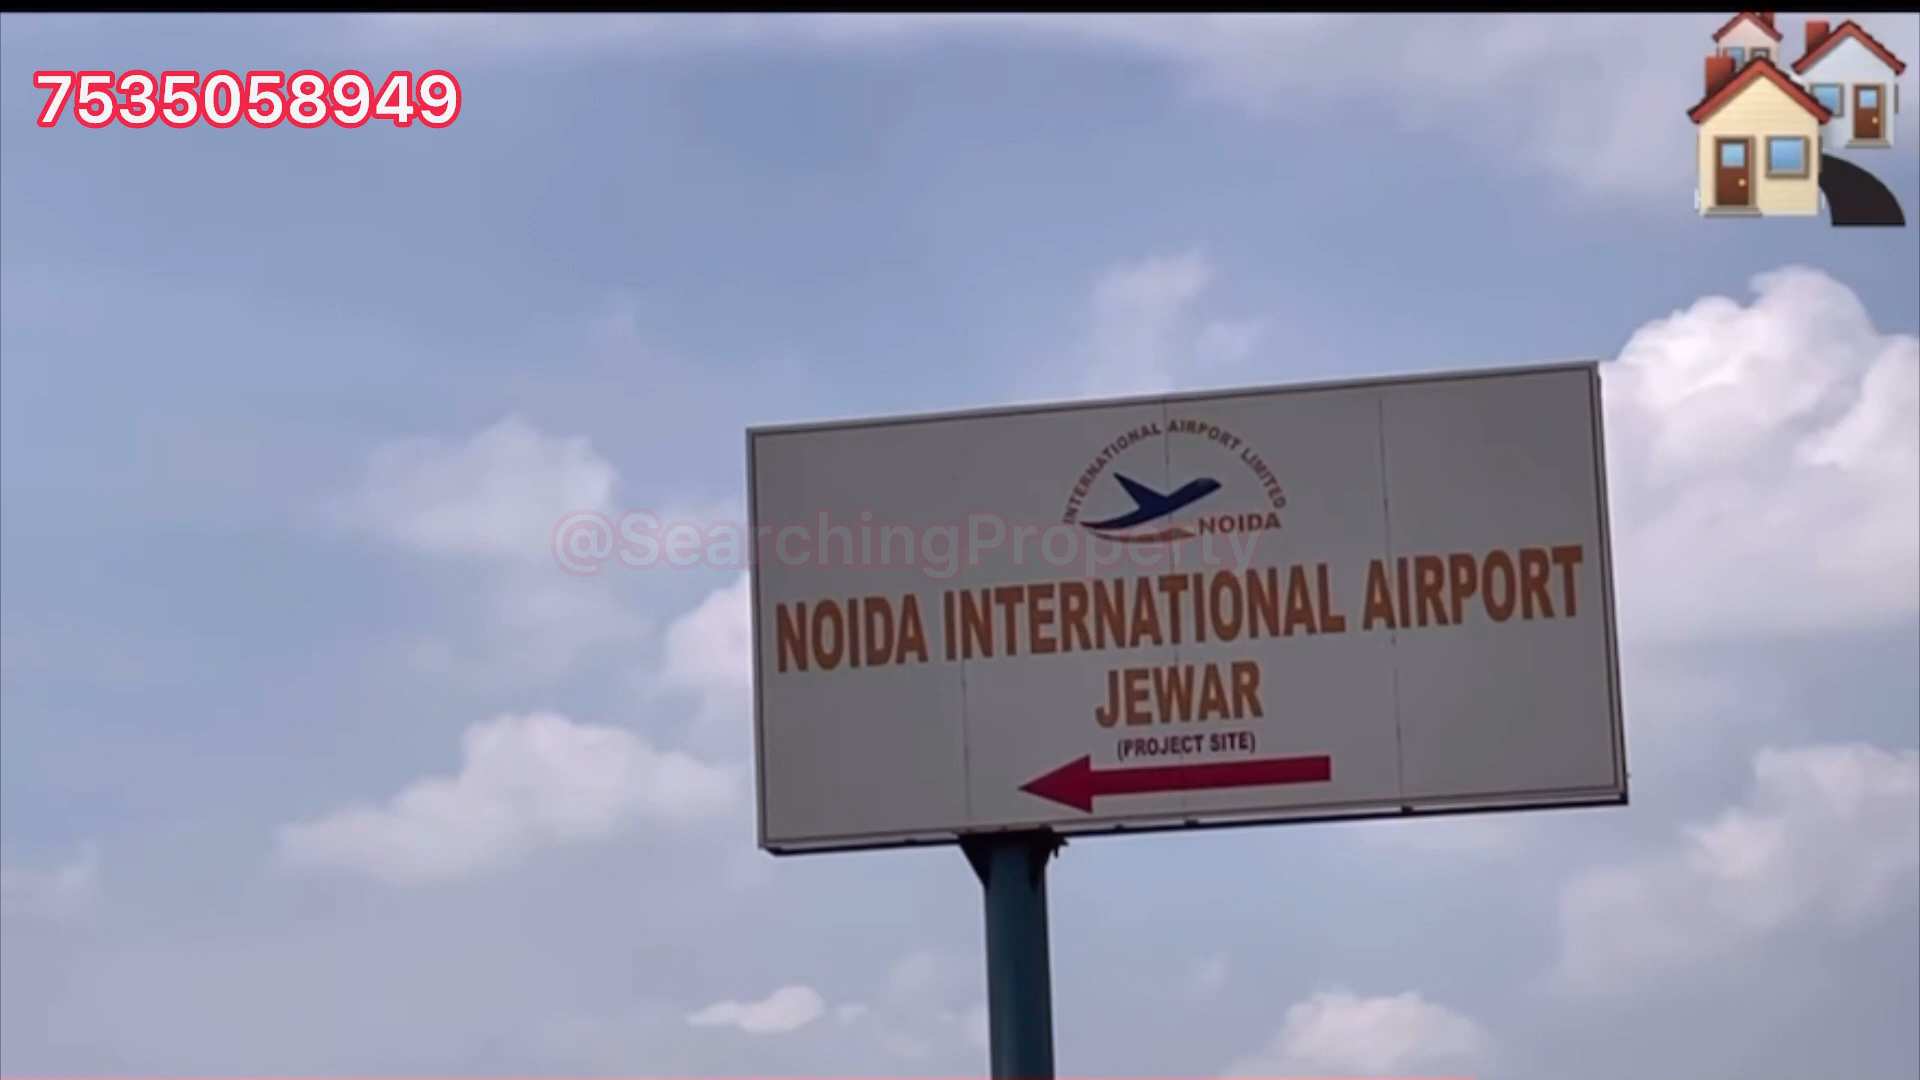 7535058949
INTERNATIONAL AIRPORT LIMITED
NOIDA
@SearchingProperty
NOIDA INTERNATIONAL AIRPORT
JEWAR
(PROJECT SITE)